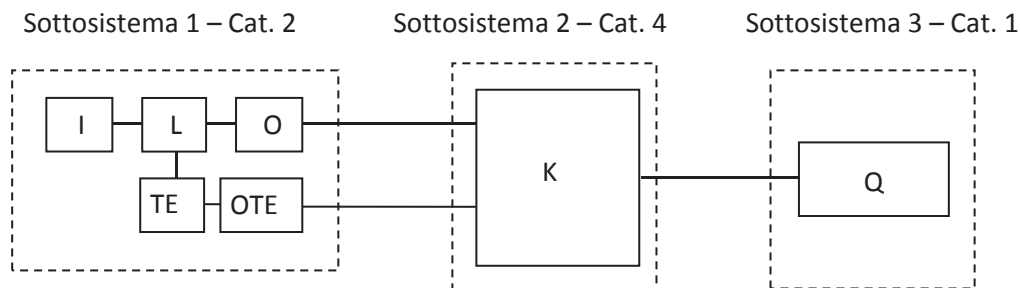 Sottosistema 1 – Cat. 2
Sottosistema 2 – Cat. 4
Sottosistema 3 – Cat. 1
I
L
O
K
Q
TE
OTE